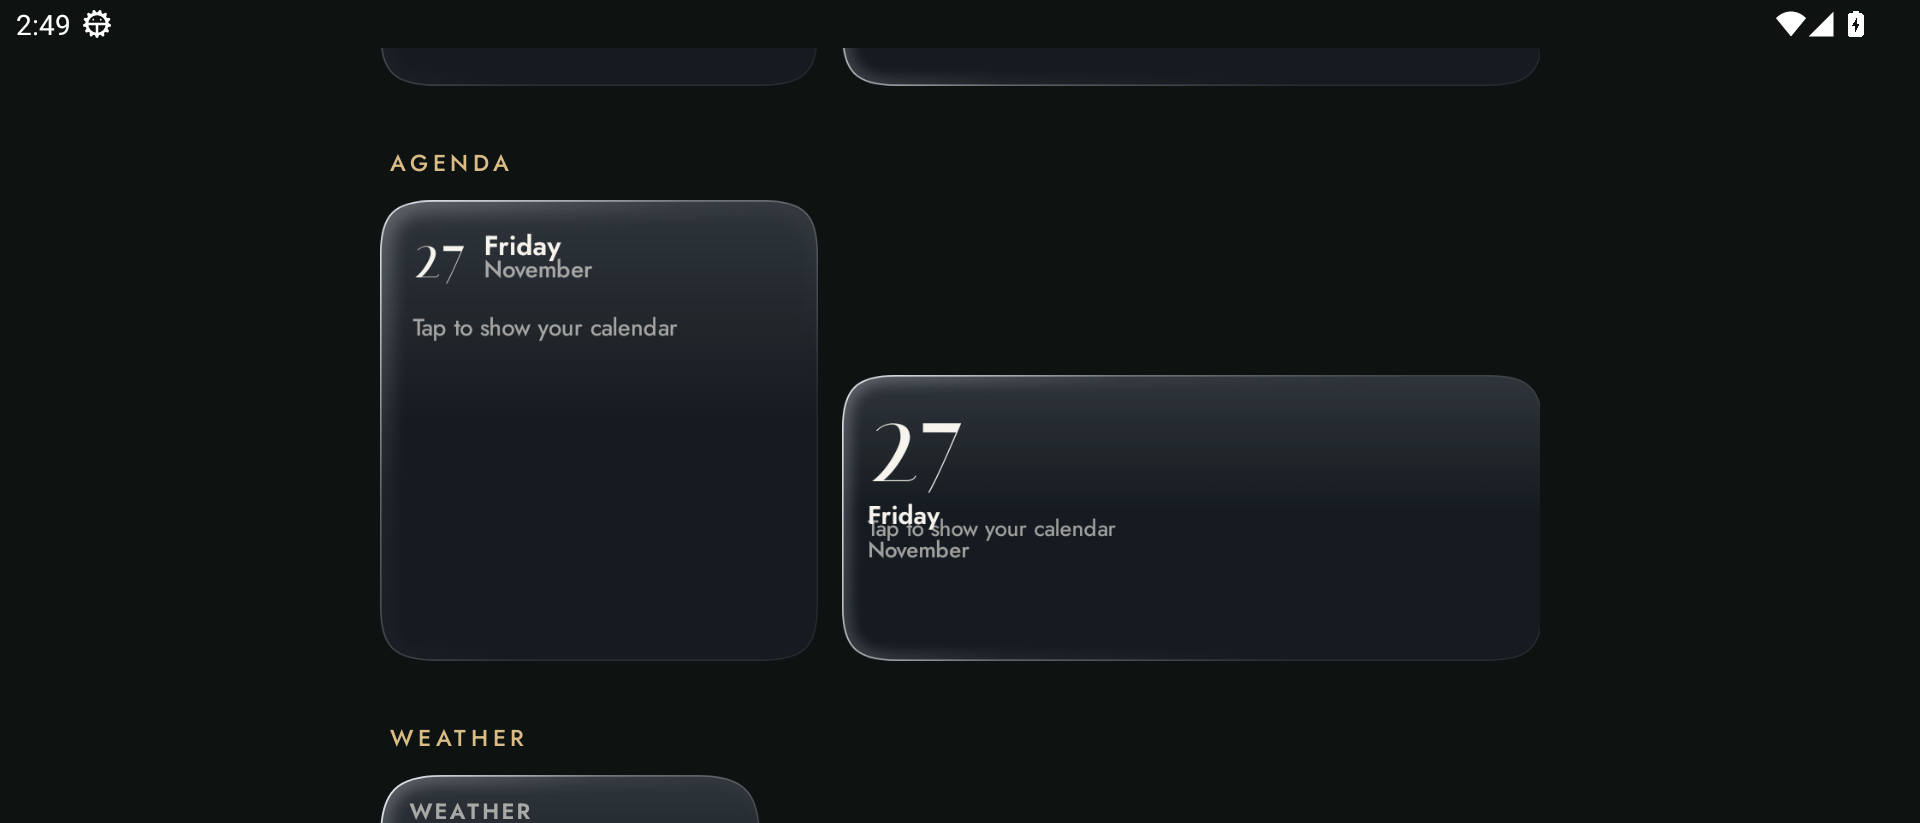 2:49
AGENDA
27
Friday
November
Tap to show your calendar
27
Friday
Tap to show your calendar
November
WEATHER
WEATHER